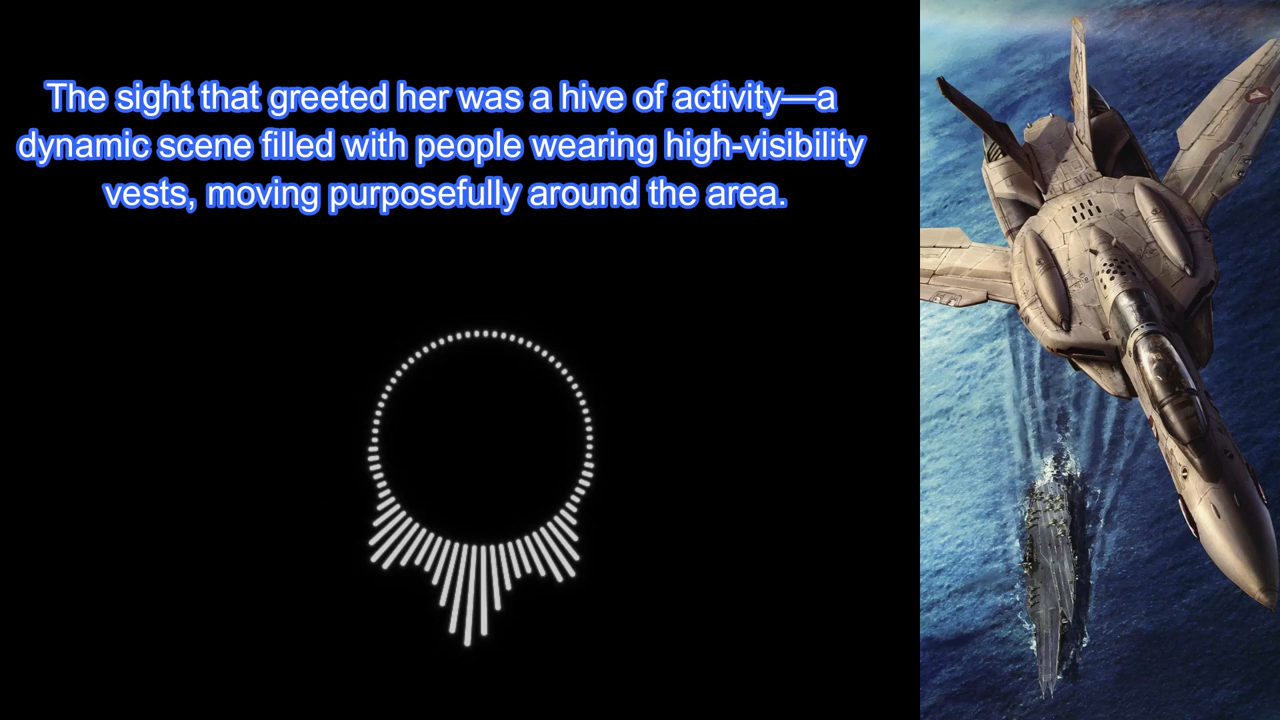 The sight that greeted her was a hive of activity—a
dynamic scene filled with people wearing high-visibility
vests, moving purposefully around the area.